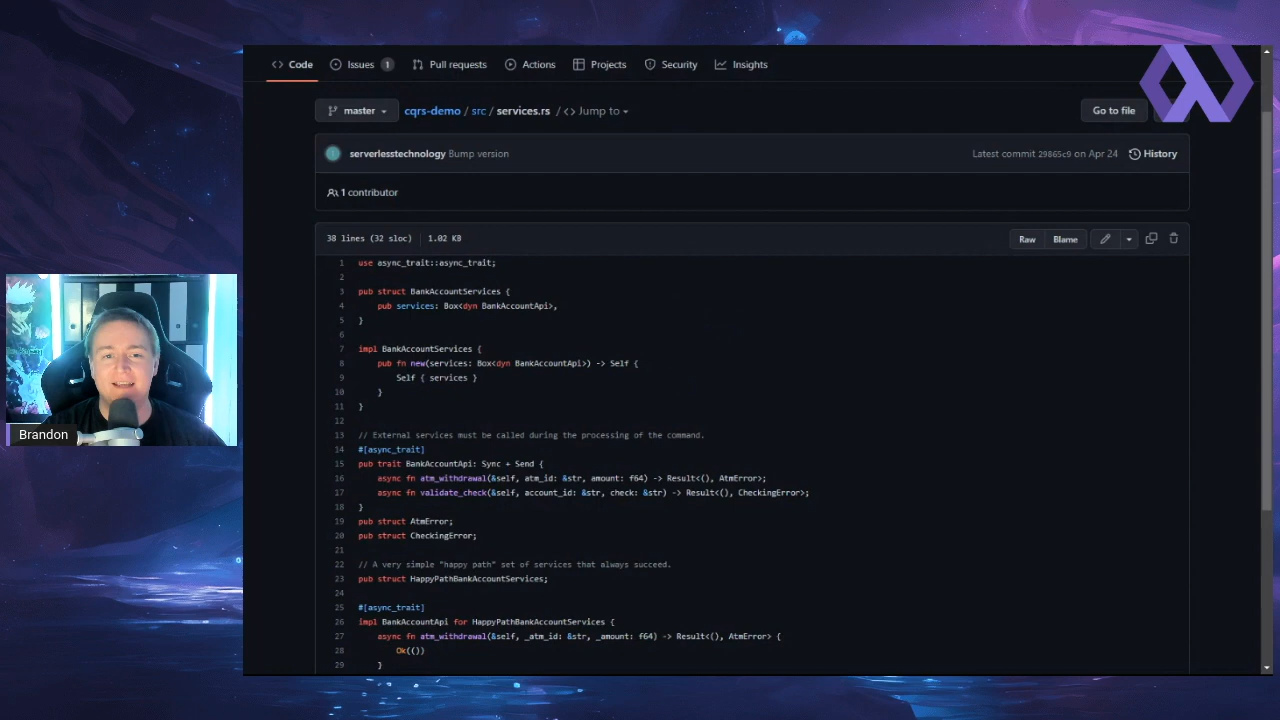 Code Issues 1 Pull requests Actions Projects Security Insights
master cqrs-demo / src / services.rs / Jump to Go to file
serverlesstechnology Bump version Latest commit 29865c9 on Apr 24 History
1 contributor
38 lines (32 sloc) 1.02 KB Raw Blame
1 use async_trait::async_trait;
2
3 pub struct BankAccountServices {
4 pub services: Box<dyn BankAccountApi>,
5 }
6
7 impl BankAccountServices {
8 pub fn new(services: Box<dyn BankAccountApi>) -> Self {
9 Self { services }
10 }
11 }
12
13 // External services must be called during the processing of the command.
14 #[async_trait]
15 pub trait BankAccountApi: Sync + Send {
16 async fn atm_withdrawal(&self, atm_id: &str, amount: f64) -> Result<(), AtmError>;
17 async fn validate_check(&self, account_id: &str, check: &str) -> Result<(), CheckingError>;
18 }
19 pub struct AtmError;
20 pub struct CheckingError;
21
22 // A very simple "happy path" set of services that always succeed.
23 pub struct HappyPathBankAccountServices;
24
25 #[async_trait]
26 impl BankAccountApi for HappyPathBankAccountServices {
27 async fn atm_withdrawal(&self, _atm_id: &str, _amount: f64) -> Result<(), AtmError> {
28 Ok(())
29 }
Brandon